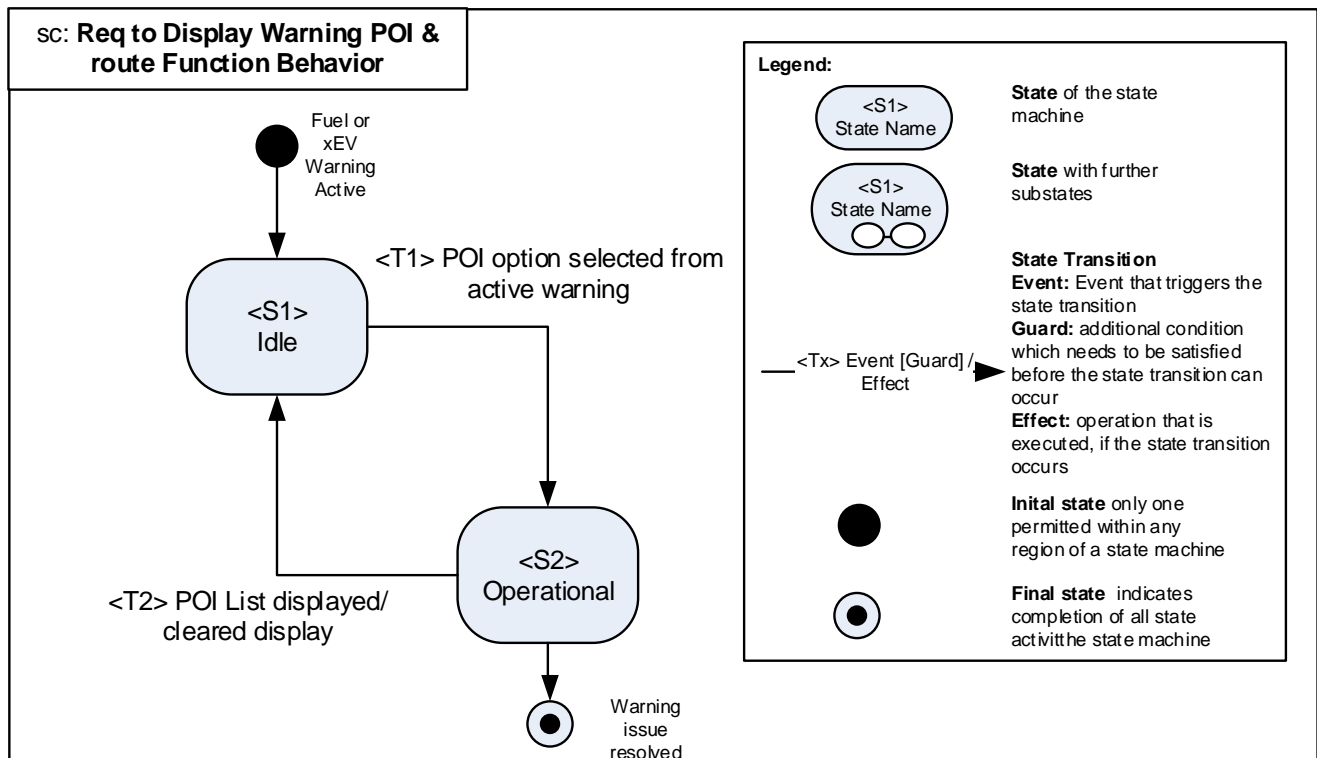 sc: Req to Display Warning POI &
route Function Behavior
Fuel or
xEV
Warning
Active
<T1> POI option selected from
active warning
<S1>
Idle
<S2>
Operational
<T2> POI List displayed/
cleared display
Warning
issue
resolved
Legend:
<S1>
State Name
State of the state
machine
<S1>
State Name
State with further
substates
<Tx> Event [Guard] /
Effect
State Transition
Event: Event that triggers the
state transition
Guard: additional condition
which needs to be satisfied
before the state transition can
occur
Effect: operation that is
executed, if the state transition
occurs
Inital state only one
permitted within any
region of a state machine
Final state indicates
completion of all state
activitthe state machine